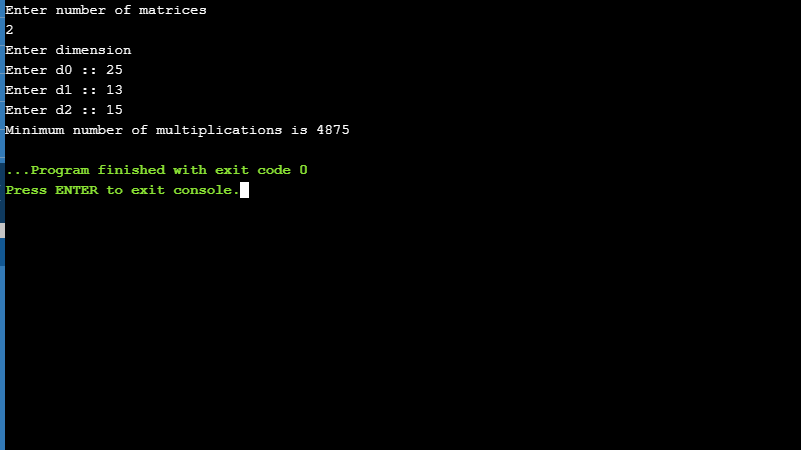 Enter number of matrices
2
Enter dimension
Enter d0 :: 25
Enter d1 :: 13
Enter d2 :: 15
Minimum number of multiplications is 4875
...Program finished with exit code 0
Press ENTER to exit console.